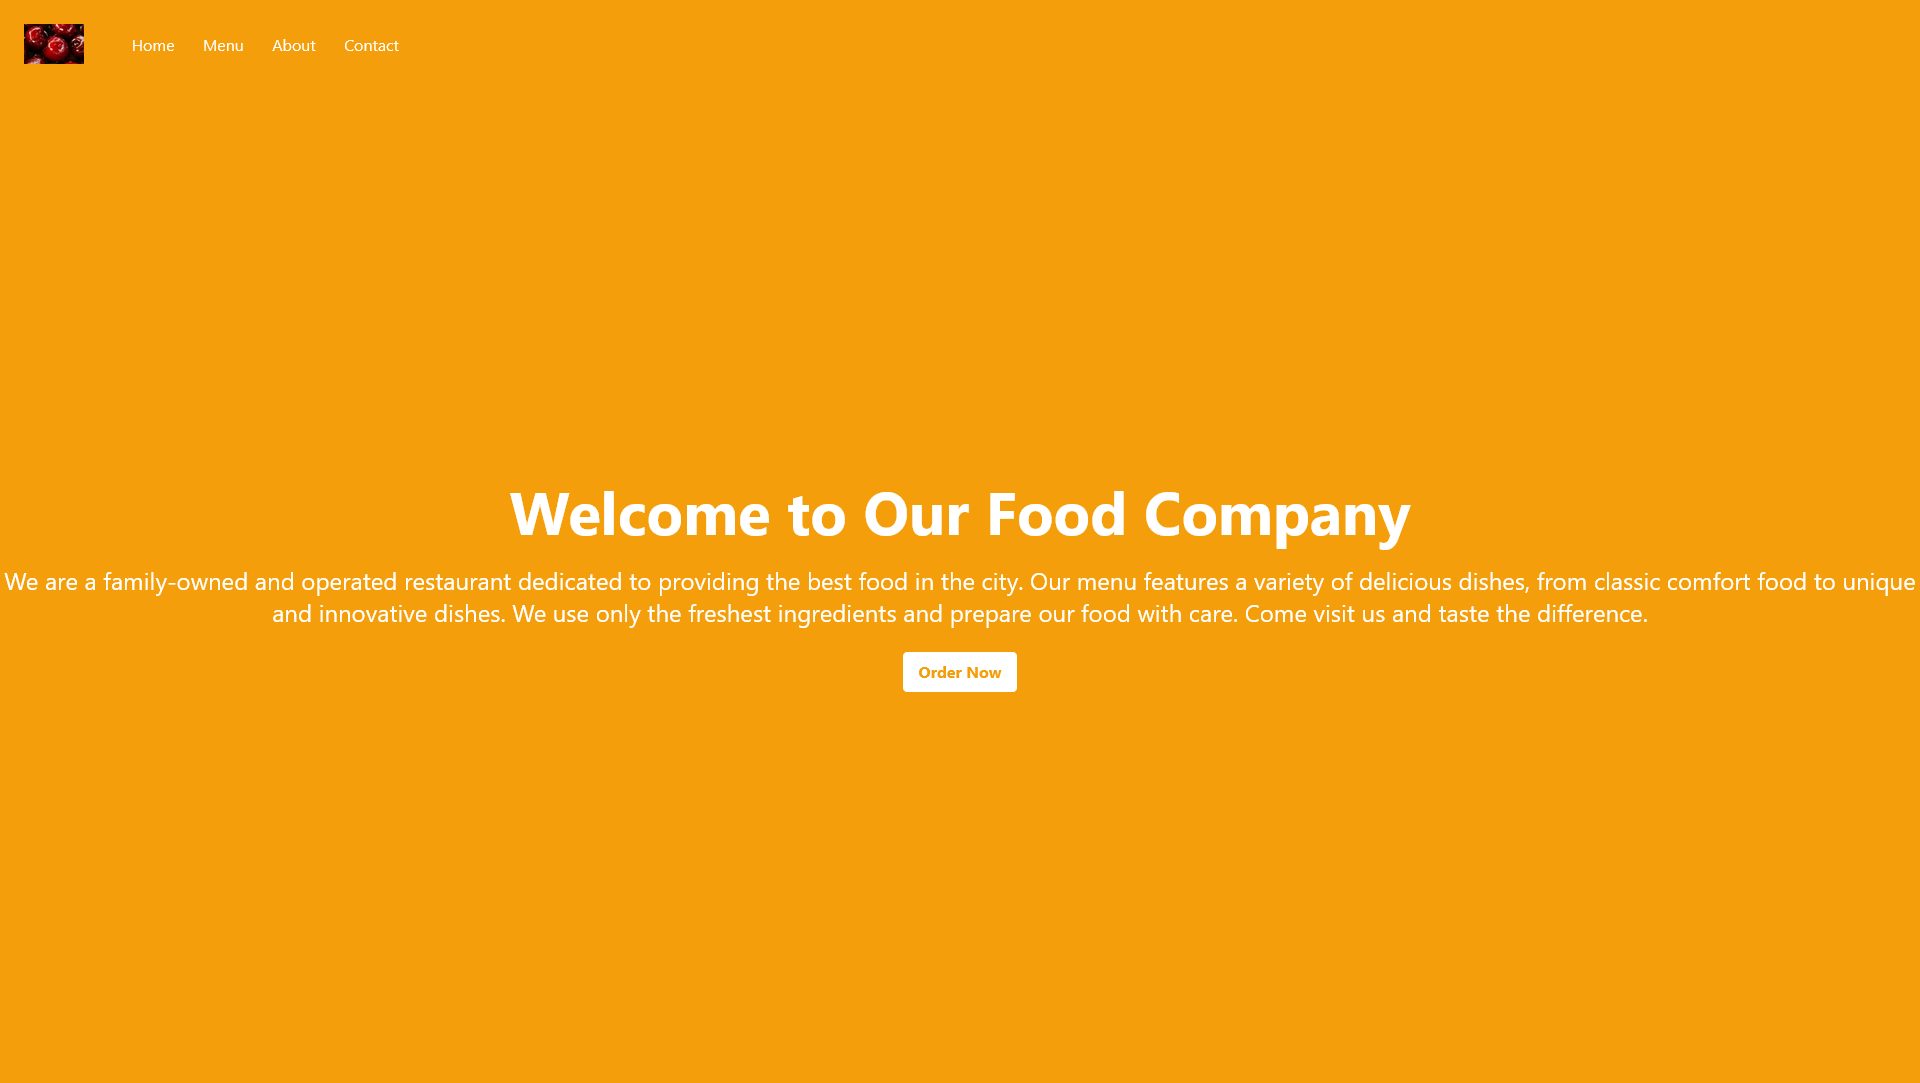 Home Menu About Contact
Welcome to Our Food Company
We are a family-owned and operated restaurant dedicated to providing the best food in the city. Our menu features a variety of delicious dishes, from classic comfort food to unique
and innovative dishes. We use only the freshest ingredients and prepare our food with care. Come visit us and taste the difference.
Order Now